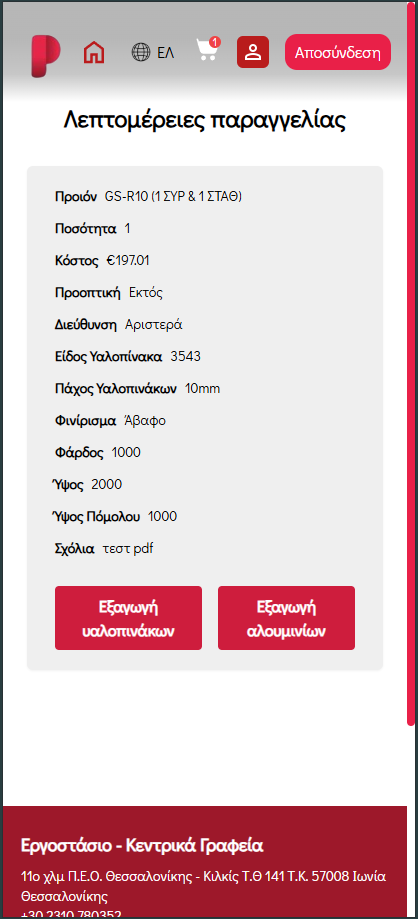 ΕΛ
1
Αποσύνδεση
Λεπτομέρειες παραγγελίας
Προιόν GS-R10 (1 ΣΥΡ & 1 ΣΤΑΘ)
Ποσότητα 1
Κόστος €197.01
Προοπτική Εκτός
Διεύθυνση Αριστερά
Είδος Υαλοπίνακα 3543
Πάχος Υαλοπινάκων 10mm
Φινίρισμα Άβαφο
Φάρδος 1000
Ύψος 2000
Ύψος Πόμολου 1000
Σχόλια τεστ pdf
Εξαγωγή
υαλοπινάκων
Εξαγωγή
αλουμινίων
Εργοστάσιο - Κεντρικά Γραφεία
11ο χλμ Π.Ε.Ο. Θεσσαλονίκης - Κιλκίς Τ.Θ 141 Τ.Κ. 57008 Ιωνία
Θεσσαλονίκης
+30 2310 780352